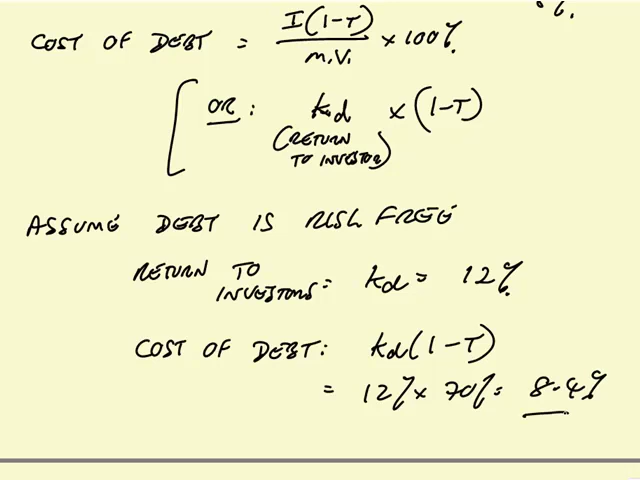 %.
COST OF DEBT = I(1-T) × 100%
M.V.
OR : Kd × (1-T)
(RETURN
TO INVESTOR)
ASSUME DEBT IS RISK FREE
RETURN TO
INVESTORS = Kd = 12%
COST OF DEBT: Kd(1-T)
= 12% × 70% = 8.4%